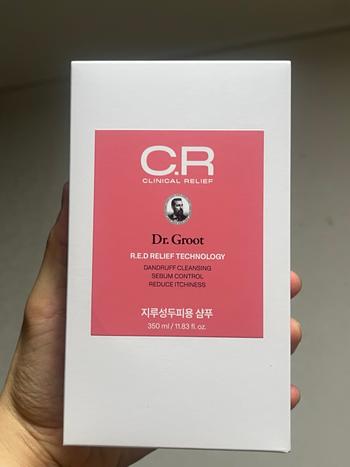 C.R
CLINICAL RELIEF
Dr. Groot
R.E.D RELIEF TECHNOLOGY
DANDRUFF CLEANSING
SEBUM CONTROL
REDUCE ITCHINESS
지루성두피용 샴푸
350 ml / 11.83 fl. oz.